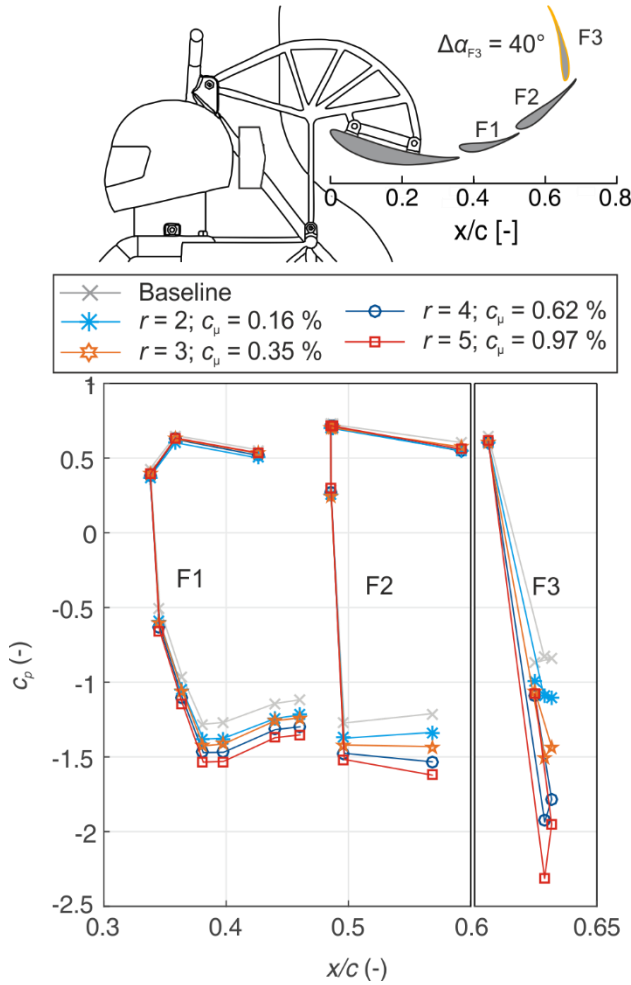 F3
Δα_F3 = 40°
F2
F1
0 0.2 0.4 0.6 0.8
x/c [-]
Baseline
r = 2; c_μ = 0.16 %
r = 3; c_μ = 0.35 %
r = 4; c_μ = 0.62 %
r = 5; c_μ = 0.97 %
1
0.5
0
-0.5
-1
-1.5
-2
-2.5
c_p (-)
F1
F2
F3
0.3 0.4 0.5 0.6 0.65
x/c (-)